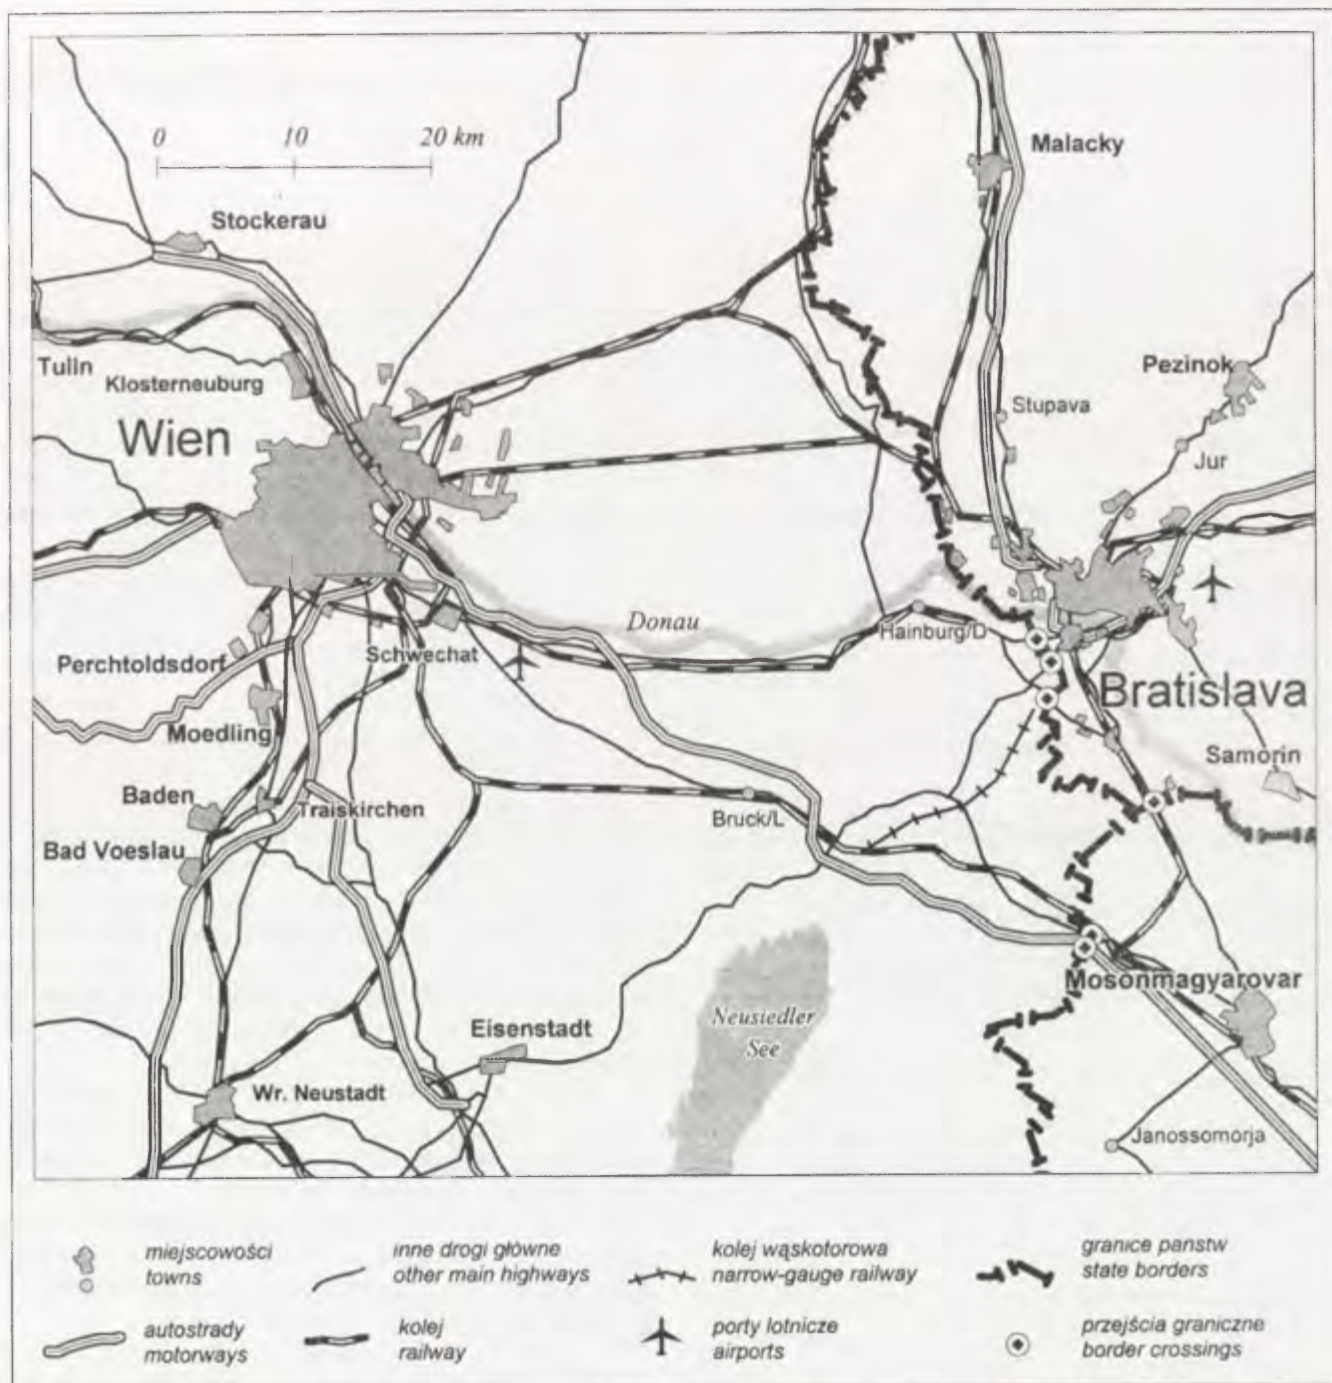 0 10 20 km
Malacky
Stockerau
Tulln
Klosterneuburg
Pezinok
Stupava
Wien
Jur
Donau
Hainburg/D
Perchtoldsdorf
Schwechat
Bratislava
Moedling
Samorin
Baden
Traiskirchen
Bruck/L
Bad Voeslau
Mosonmagyarovar
Neusiedler
See
Eisenstadt
Wr. Neustadt
Janossomorja
miejscowości
towns
inne drogi główne
other main highways
kolej wąskotorowa
narrow-gauge railway
granice państw
state borders
autostrady
motorways
kolej
railway
porty lotnicze
airports
przejścia graniczne
border crossings